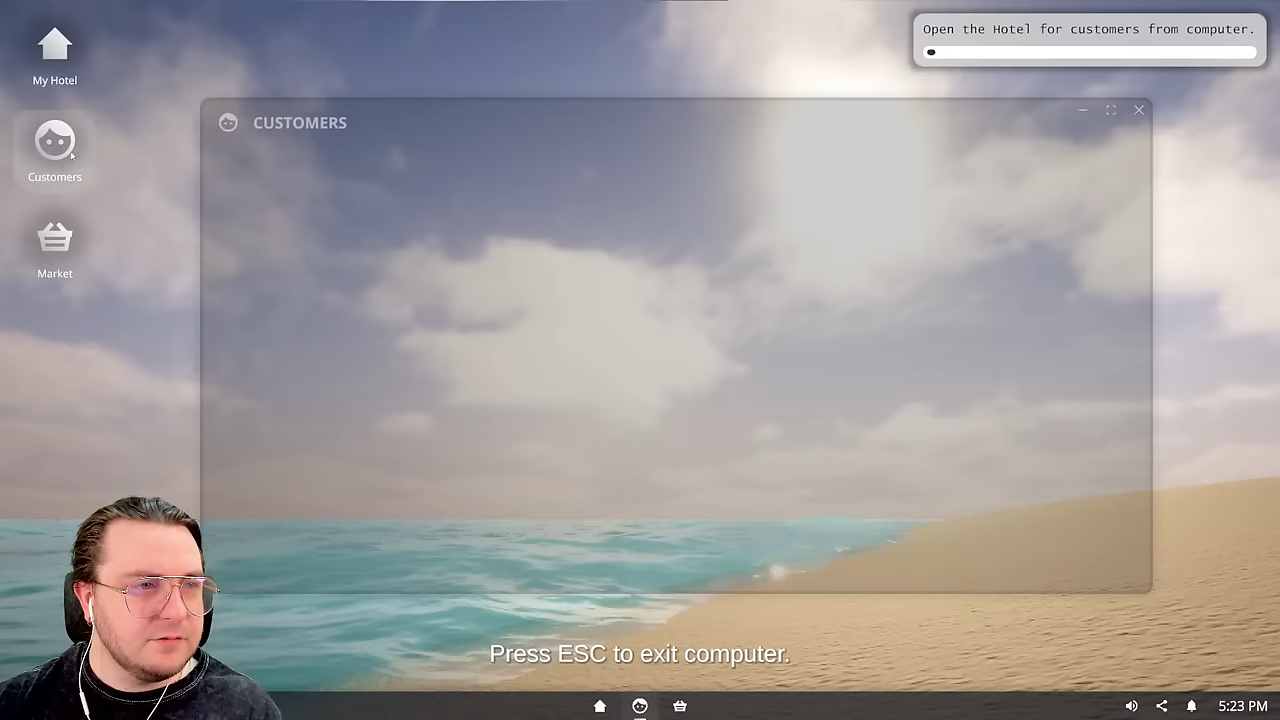 My Hotel
Customers
Market
Open the Hotel for customers from computer.
CUSTOMERS
Press ESC to exit computer.
5:23 PM